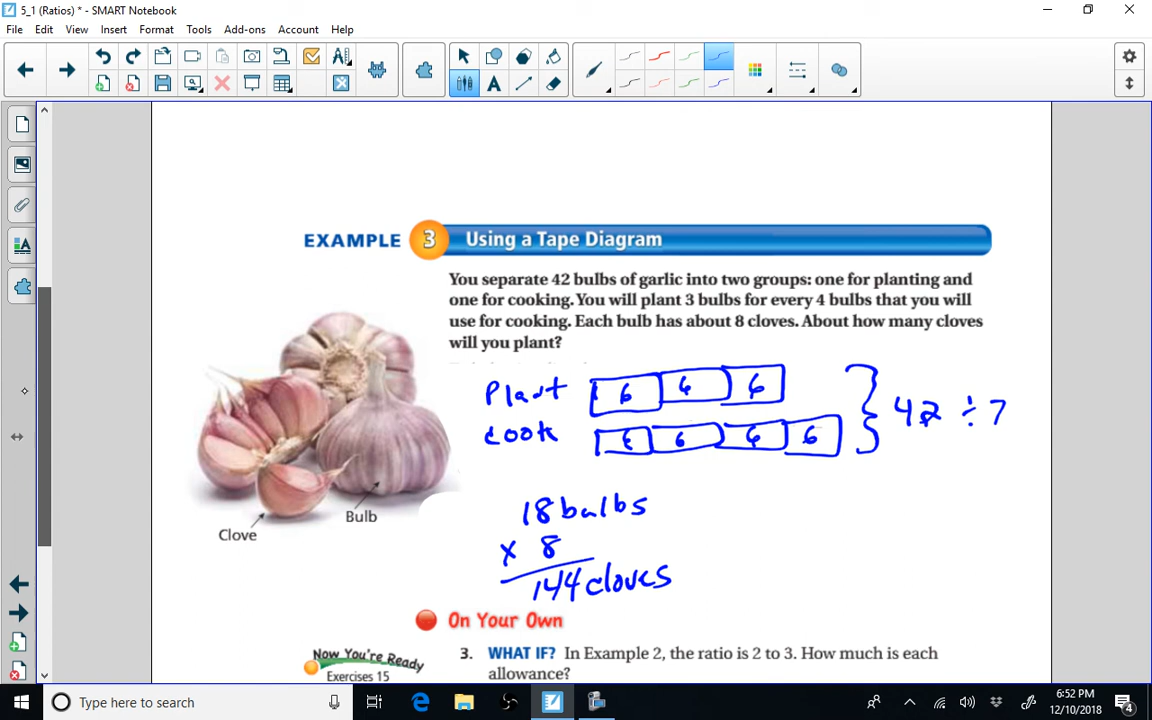 5_1 (Ratios) * - SMART Notebook
File Edit View Insert Format Tools Add-ons Account Help
EXAMPLE 3 Using a Tape Diagram
You separate 42 bulbs of garlic into two groups: one for planting and
one for cooking. You will plant 3 bulbs for every 4 bulbs that you will
use for cooking. Each bulb has about 8 cloves. About how many cloves
will you plant?
Plant 6 6 6
Cook 6 6 6 6
42 ÷ 7
18 bulbs
x 8
144 cloves
Bulb
Clove
On Your Own
Now You're Ready
Exercises 15
3. WHAT IF? In Example 2, the ratio is 2 to 3. How much is each
allowance?
Type here to search
6:52 PM
12/10/2018
4